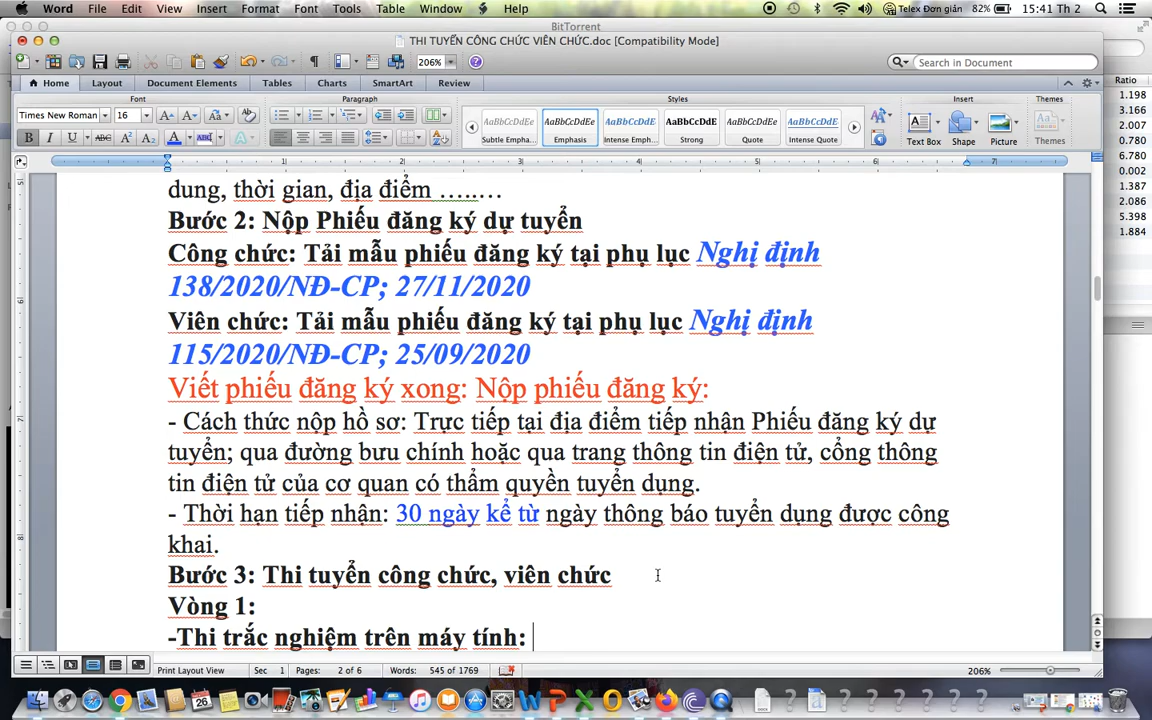 Word File Edit View Insert Format Font Tools Table Window Help Telex Đơn giản 82% 15:41 Th 2
BitTorrent
THI TUYỂN CÔNG CHỨC VIÊN CHỨC.doc [Compatibility Mode]
206% Search in Document
Home Layout Document Elements Tables Charts SmartArt Review
Ratio
Font Paragraph Styles Insert Themes
Times New Roman 16
AaBbCcDdEe AaBbCcDdEe AaBbCcDdEe AaBbCcDdEe AaBbCcDdEe AaBbCcDdEe
B I U ABC A² A₂ A ABC A
Subtle Empha... Emphasis Intense Emph... Strong Quote Intense Quote Text Box Shape Picture Themes
1.198
3.166
2.007
0.780
6.780
0.002
1.387
2.086
5.398
1.884
dung, thời gian, địa điểm ………
Bước 2: Nộp Phiếu đăng ký dự tuyển
Công chức: Tải mẫu phiếu đăng ký tại phụ lục Nghị định
138/2020/NĐ-CP; 27/11/2020
Viên chức: Tải mẫu phiếu đăng ký tại phụ lục Nghị định
115/2020/NĐ-CP; 25/09/2020
Viết phiếu đăng ký xong: Nộp phiếu đăng ký:
- Cách thức nộp hồ sơ: Trực tiếp tại địa điểm tiếp nhận Phiếu đăng ký dự
tuyển; qua đường bưu chính hoặc qua trang thông tin điện tử, cổng thông
tin điện tử của cơ quan có thẩm quyền tuyển dụng.
- Thời hạn tiếp nhận: 30 ngày kể từ ngày thông báo tuyển dụng được công
khai.
Bước 3: Thi tuyển công chức, viên chức
Vòng 1:
-Thi trắc nghiệm trên máy tính:
Print Layout View Sec 1 Pages: 2 of 6 Words: 545 of 1769 206%